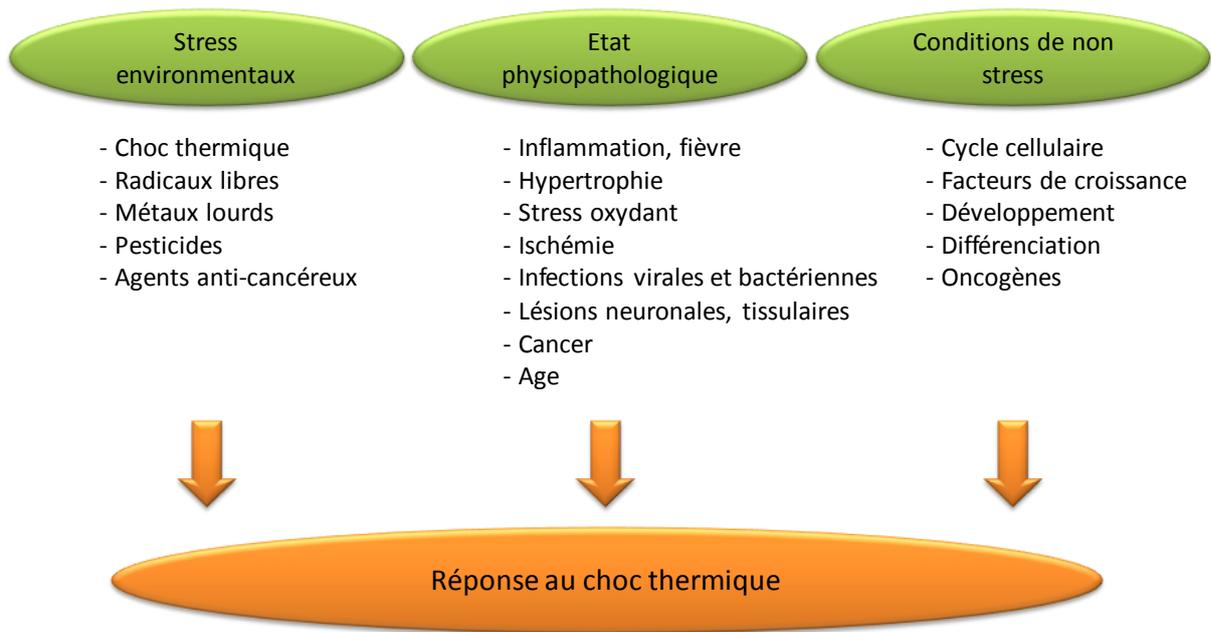 Stress
environmentaux
Etat
physiopathologique
Conditions de non
stress
- Choc thermique
- Radicaux libres
- Métaux lourds
- Pesticides
- Agents anti-cancéreux
- Inflammation, fièvre
- Hypertrophie
- Stress oxydant
- Ischémie
- Infections virales et bactériennes
- Lésions neuronales, tissulaires
- Cancer
- Age
- Cycle cellulaire
- Facteurs de croissance
- Développement
- Différenciation
- Oncogènes
Réponse au choc thermique